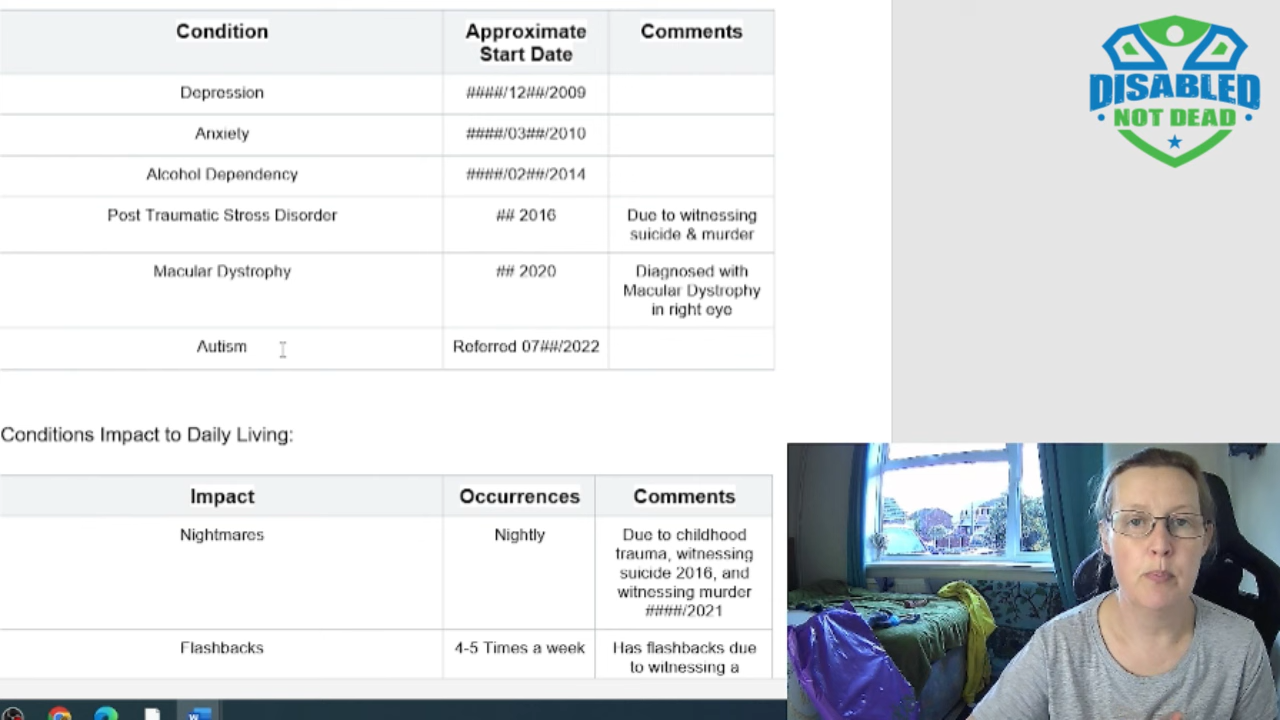 Condition Approximate Start Date Comments
Depression ####/12##/2009
Anxiety ####/03##/2010
Alcohol Dependency ####/02##/2014
Post Traumatic Stress Disorder ## 2016 Due to witnessing
suicide & murder
Macular Dystrophy ## 2020 Diagnosed with
Macular Dystrophy
in right eye
Autism Referred 07##/2022
Conditions Impact to Daily Living:
Impact Occurrences Comments
Nightmares Nightly Due to childhood
trauma, witnessing
suicide 2016, and
witnessing murder
####/2021
Flashbacks 4-5 Times a week Has flashbacks due
to witnessing a
DISABLED
NOT DEAD